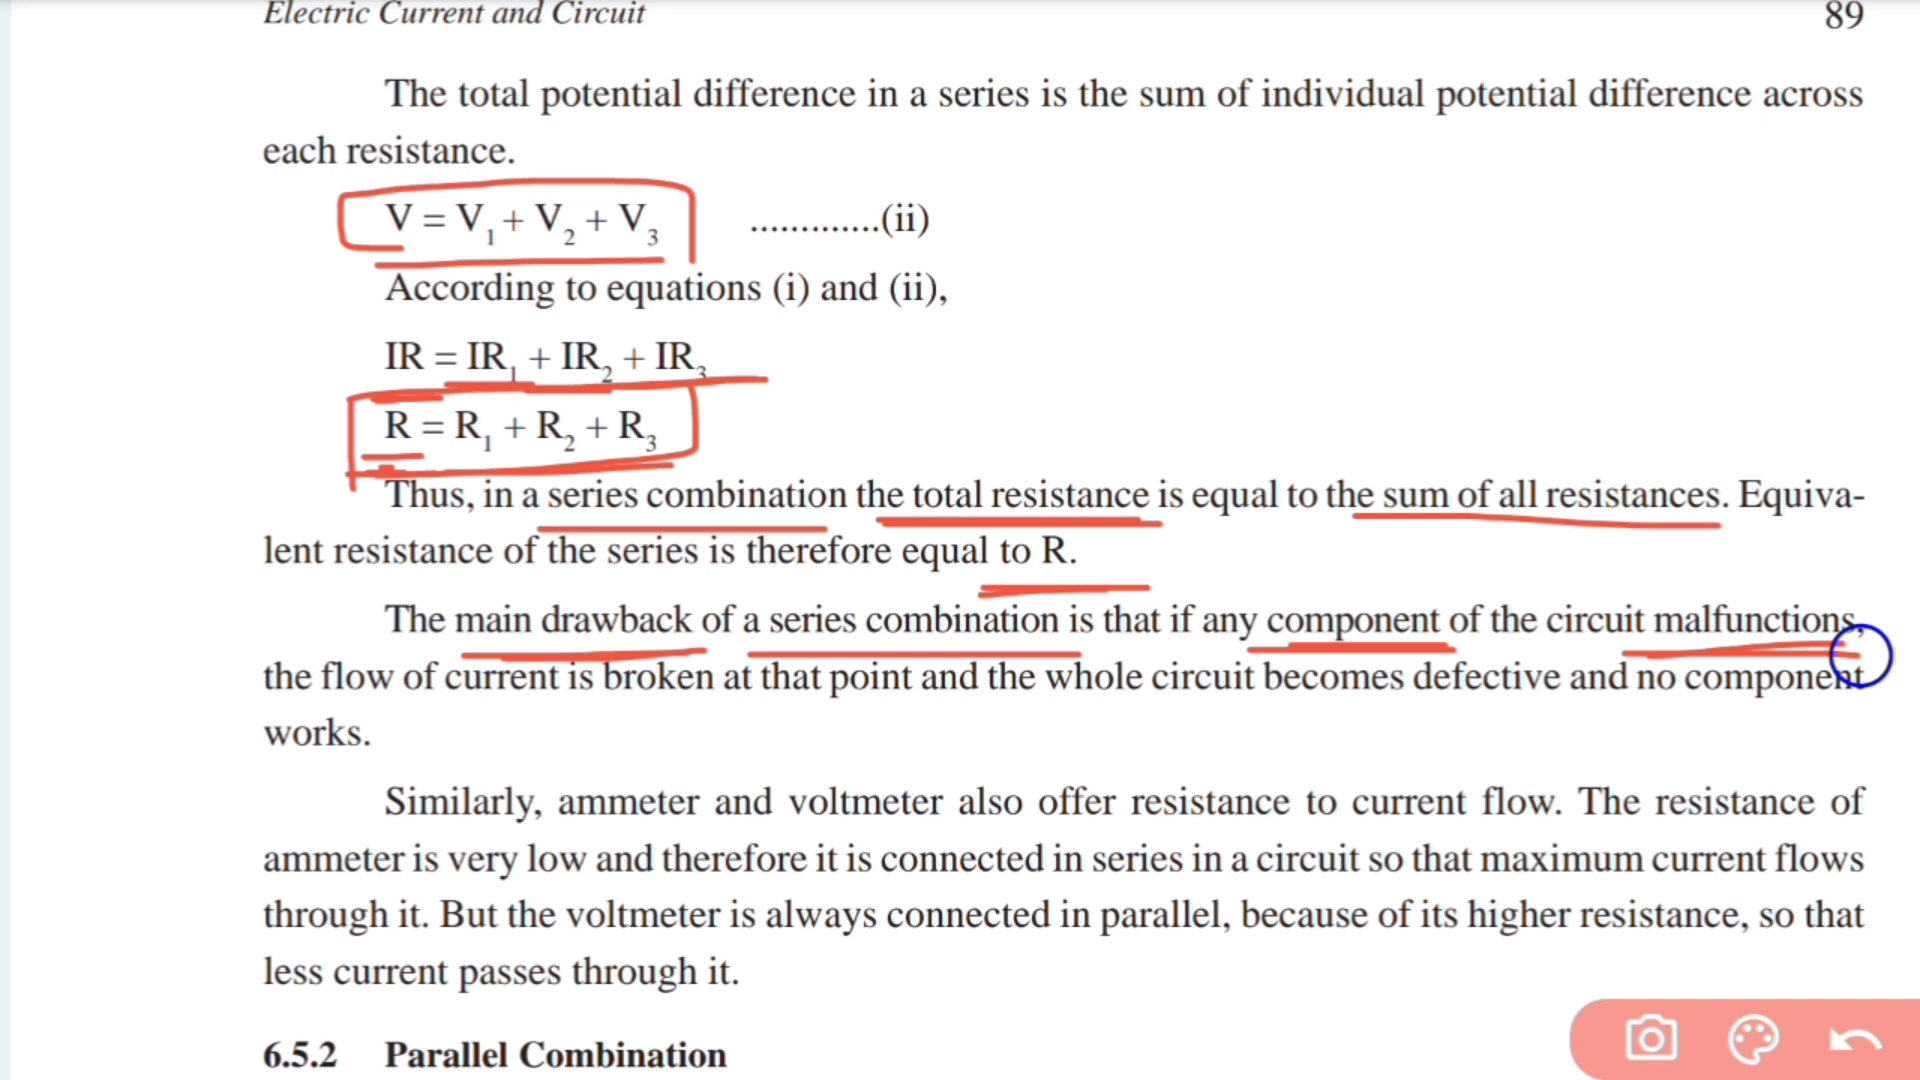 Electric Current and Circuit 89
The total potential difference in a series is the sum of individual potential difference across
each resistance.
V = V₁ + V₂ + V₃ .............(ii)
According to equations (i) and (ii),
IR = IR₁ + IR₂ + IR₃
R = R₁ + R₂ + R₃
Thus, in a series combination the total resistance is equal to the sum of all resistances. Equiva-
lent resistance of the series is therefore equal to R.
The main drawback of a series combination is that if any component of the circuit malfunctions,
the flow of current is broken at that point and the whole circuit becomes defective and no component
works.
Similarly, ammeter and voltmeter also offer resistance to current flow. The resistance of
ammeter is very low and therefore it is connected in series in a circuit so that maximum current flows
through it. But the voltmeter is always connected in parallel, because of its higher resistance, so that
less current passes through it.
6.5.2 Parallel Combination